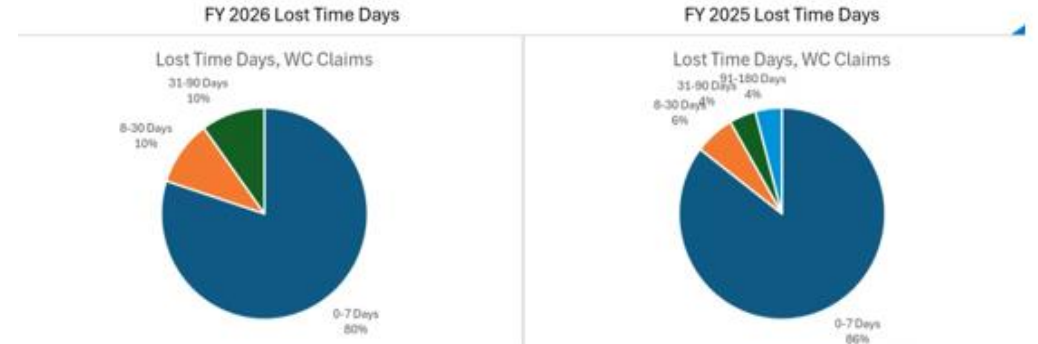 FY 2026 Lost Time Days
Lost Time Days, WC Claims
31-90 Days
10%
8-30 Days
10%
0-7 Days
80%
FY 2025 Lost Time Days
Lost Time Days, WC Claims
91-180 Days
4%
31-90 Days
4%
8-30 Days
6%
0-7 Days
86%